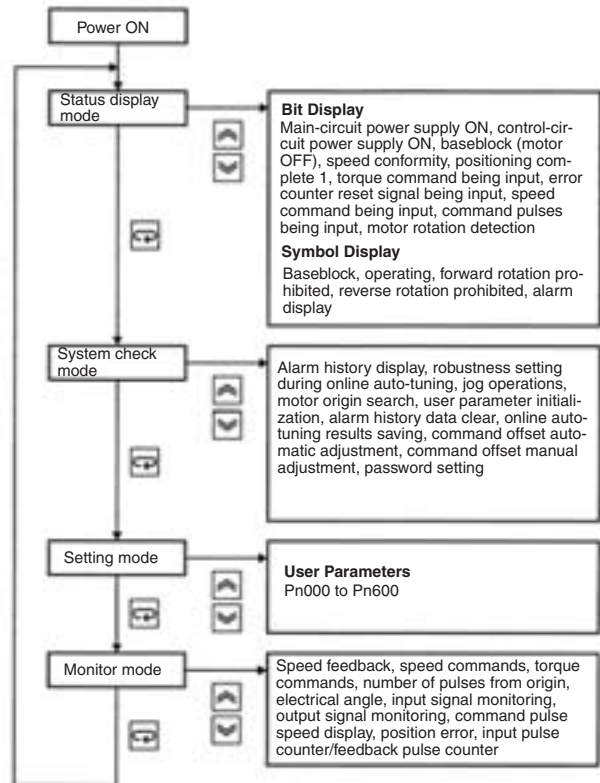 Power ON
Status display
mode
Bit Display
Main-circuit power supply ON, control-cir-
cuit power supply ON, baseblock (motor
OFF), speed conformity, positioning com-
plete 1, torque command being input, error
counter reset signal being input, speed
command being input, command pulses
being input, motor rotation detection
Symbol Display
Baseblock, operating, forward rotation pro-
hibited, reverse rotation prohibited, alarm
display
System check
mode
Alarm history display, robustness setting
during online auto-tuning, jog operations,
motor origin search, user parameter initiali-
zation, alarm history data clear, online auto-
tuning results saving, command offset auto-
matic adjustment, command offset manual
adjustment, password setting
Setting mode
User Parameters
Pn000 to Pn600
Monitor mode
Speed feedback, speed commands, torque
commands, number of pulses from origin,
electrical angle, input signal monitoring,
output signal monitoring, command pulse
speed display, position error, input pulse
counter/feedback pulse counter